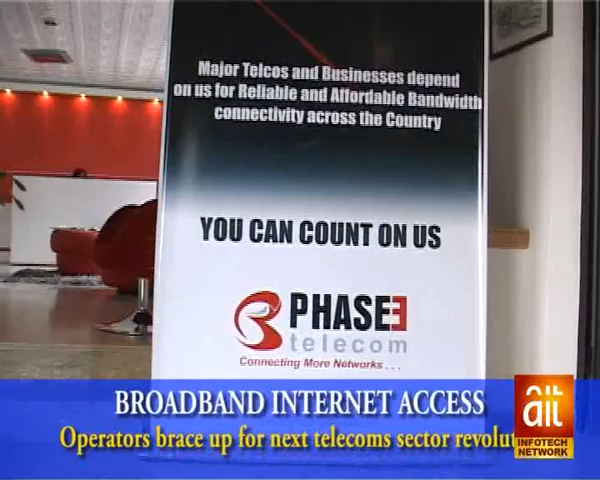 Major Telcos and Businesses depend
on us for Reliable and Affordable Bandwidth
connectivity across the Country
YOU CAN COUNT ON US
PHASE3
telecom
Connecting More Networks . . .
BROADBAND INTERNET ACCESS
Operators brace up for next telecoms sector revolut
ait
INFOTECH
NETWORK